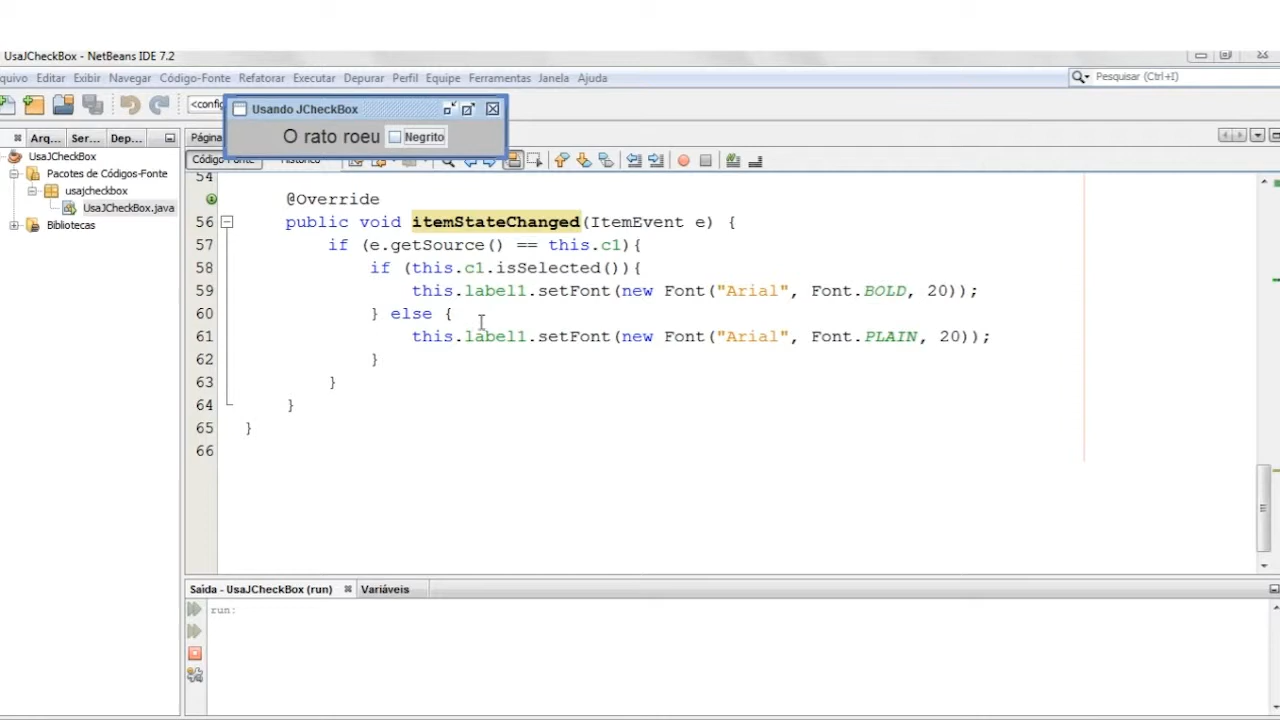 UsaJCheckBox - NetBeans IDE 7.2
quivo Editar Exibir Navegar Código-Fonte Refatorar Executar Depurar Perfil Equipe Ferramentas Janela Ajuda
Pesquisar (Ctrl+I)
<config
Usando JCheckBox
O rato roeu Negrito
Arq... Ser... Dep...
Página
UsaJCheckBox
Pacotes de Códigos-Fonte
usajcheckbox
UsaJCheckBox.java
Bibliotecas
54
@Override
56 public void itemStateChanged(ItemEvent e) {
57 if (e.getSource() == this.c1){
58 if (this.c1.isSelected()){
59 this.label1.setFont(new Font("Arial", Font.BOLD, 20));
60 } else {
61 this.label1.setFont(new Font("Arial", Font.PLAIN, 20));
62 }
63 }
64 }
65 }
66
Saída - UsaJCheckBox (run) Variáveis
run: